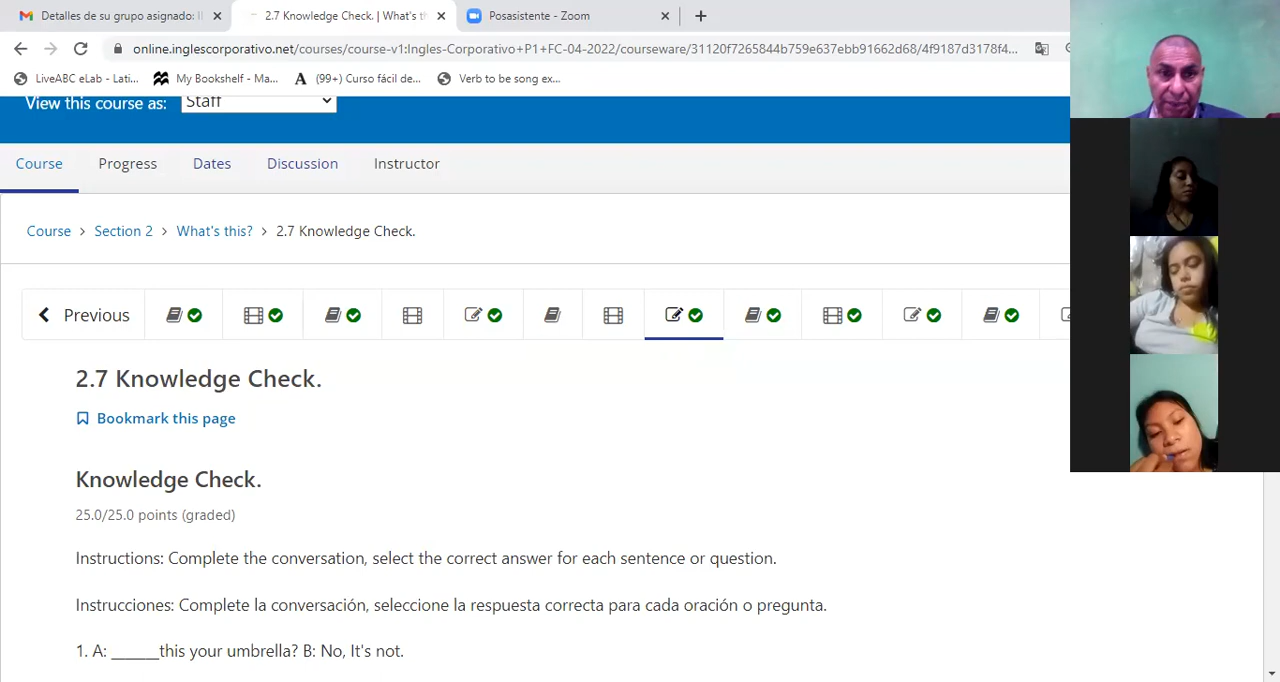 Detalles de su grupo asignado: I
2.7 Knowledge Check. | What's t
Posasistente - Zoom
online.inglescorporativo.net/courses/course-v1:Ingles-Corporativo+P1+FC-04-2022/courseware/31120f7265844b759e637ebb91662d68/4f9187d3178f4...
LiveABC eLab - Lati...
My Bookshelf - Ma...
(99+) Curso fácil de...
Verb to be song ex...
View this course as: Staff
Course Progress Dates Discussion Instructor
Course > Section 2 > What's this? > 2.7 Knowledge Check.
Previous
2.7 Knowledge Check.
Bookmark this page
Knowledge Check.
25.0/25.0 points (graded)
Instructions: Complete the conversation, select the correct answer for each sentence or question.
Instrucciones: Complete la conversación, seleccione la respuesta correcta para cada oración o pregunta.
1. A: ______this your umbrella? B: No, It's not.